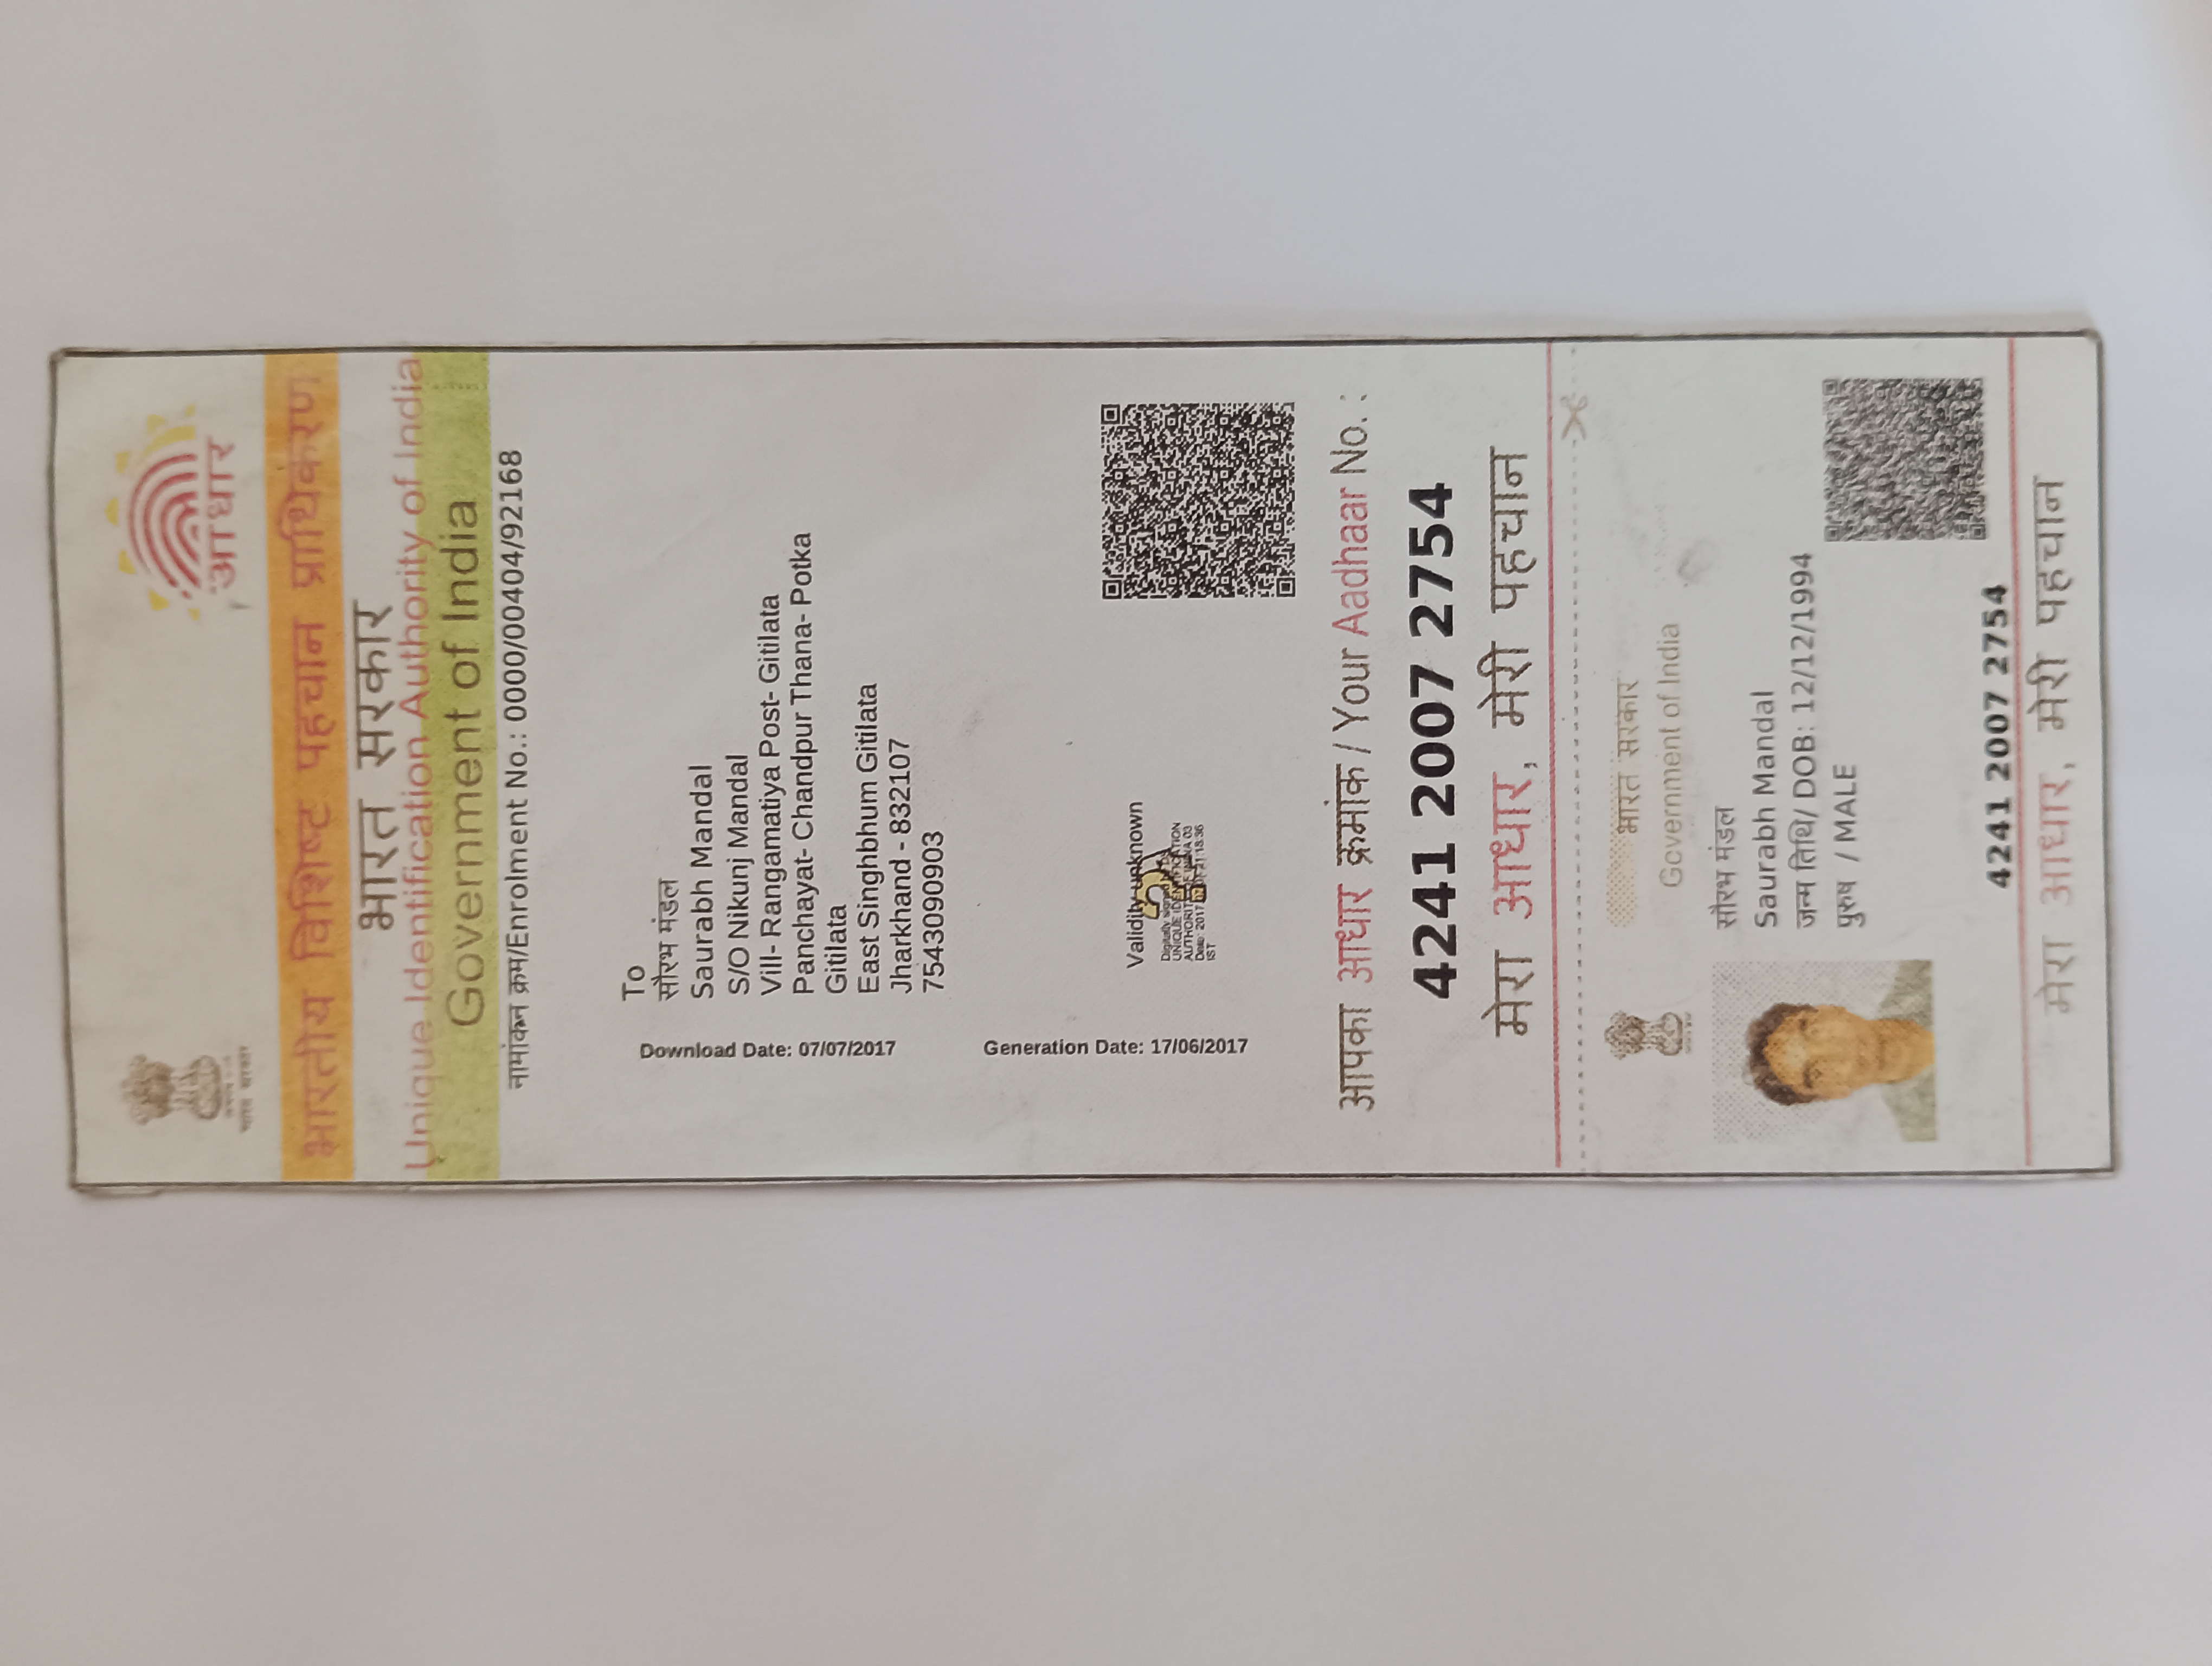 आधार
भारतीय विशिष्ट पहचान प्राधिकरण
भारत सरकार
Unique Identification Authority of India
Government of India
नामांकन क्रम/Enrolment No.: 0000/00404/92168
Download Date: 07/07/2017
To
सौरभ मंडल
Saurabh Mandal
S/O Nikunj Mandal
Vill- Rangamatiya Post- Gitilata
Panchayat- Chandpur Thana- Potka
Gitilata
East Singhbhum Gitilata
Jharkhand - 832107
7543090903
Generation Date: 17/06/2017
Validity unknown
आपका आधार क्रमांक / Your Aadhaar No. :
4241 2007 2754
मेरा आधार, मेरी पहचान
भारत सरकार
Government of India
सौरभ मंडल
Saurabh Mandal
जन्म तिथि/ DOB: 12/12/1994
पुरुष / MALE
4241 2007 2754
मेरा आधार, मेरी पहचान